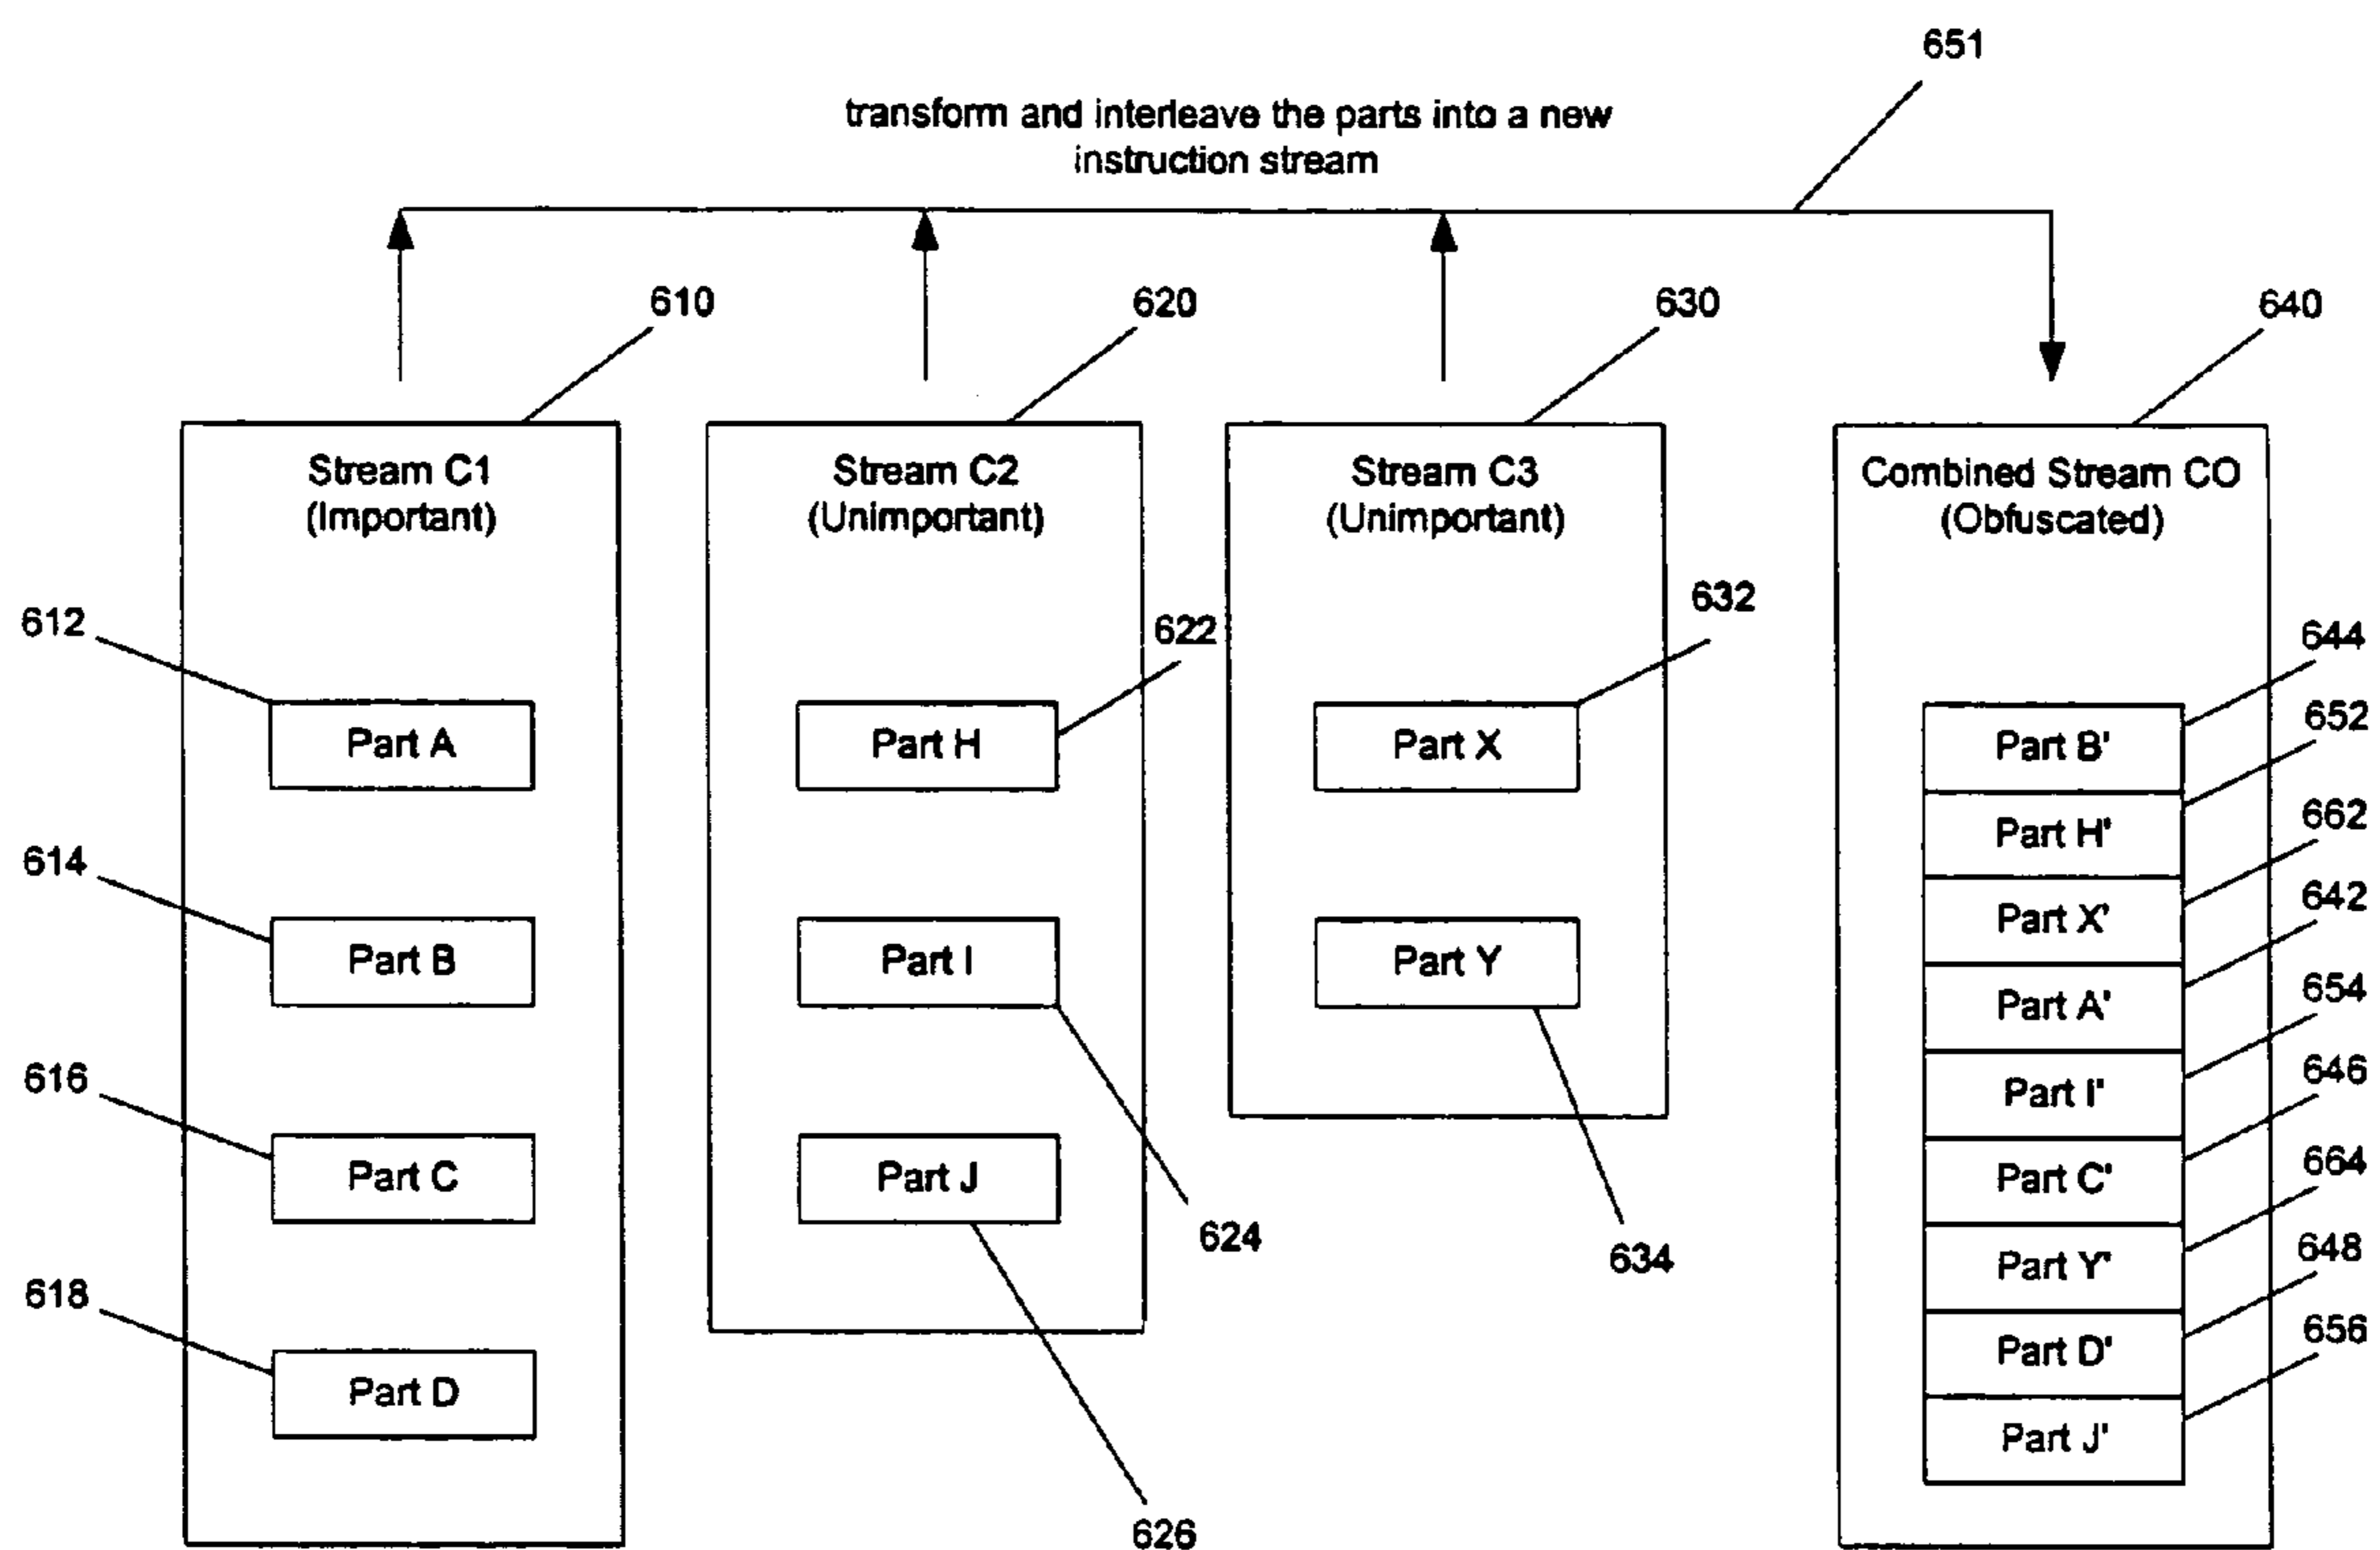 651
transform and interleave the parts into a new
instruction stream
610
620
630
640
Stream C1
(Important)
Stream C2
(Unimportant)
Stream C3
(Unimportant)
Combined Stream CO
(Obfuscated)
612
622
632
644
652
662
642
654
646
664
648
656
Part A
Part H
Part X
Part B'
Part H'
Part X'
Part A'
Part I'
Part C'
Part Y'
Part D'
Part J'
614
Part B
Part I
Part Y
616
Part C
Part J
624
634
618
Part D
626